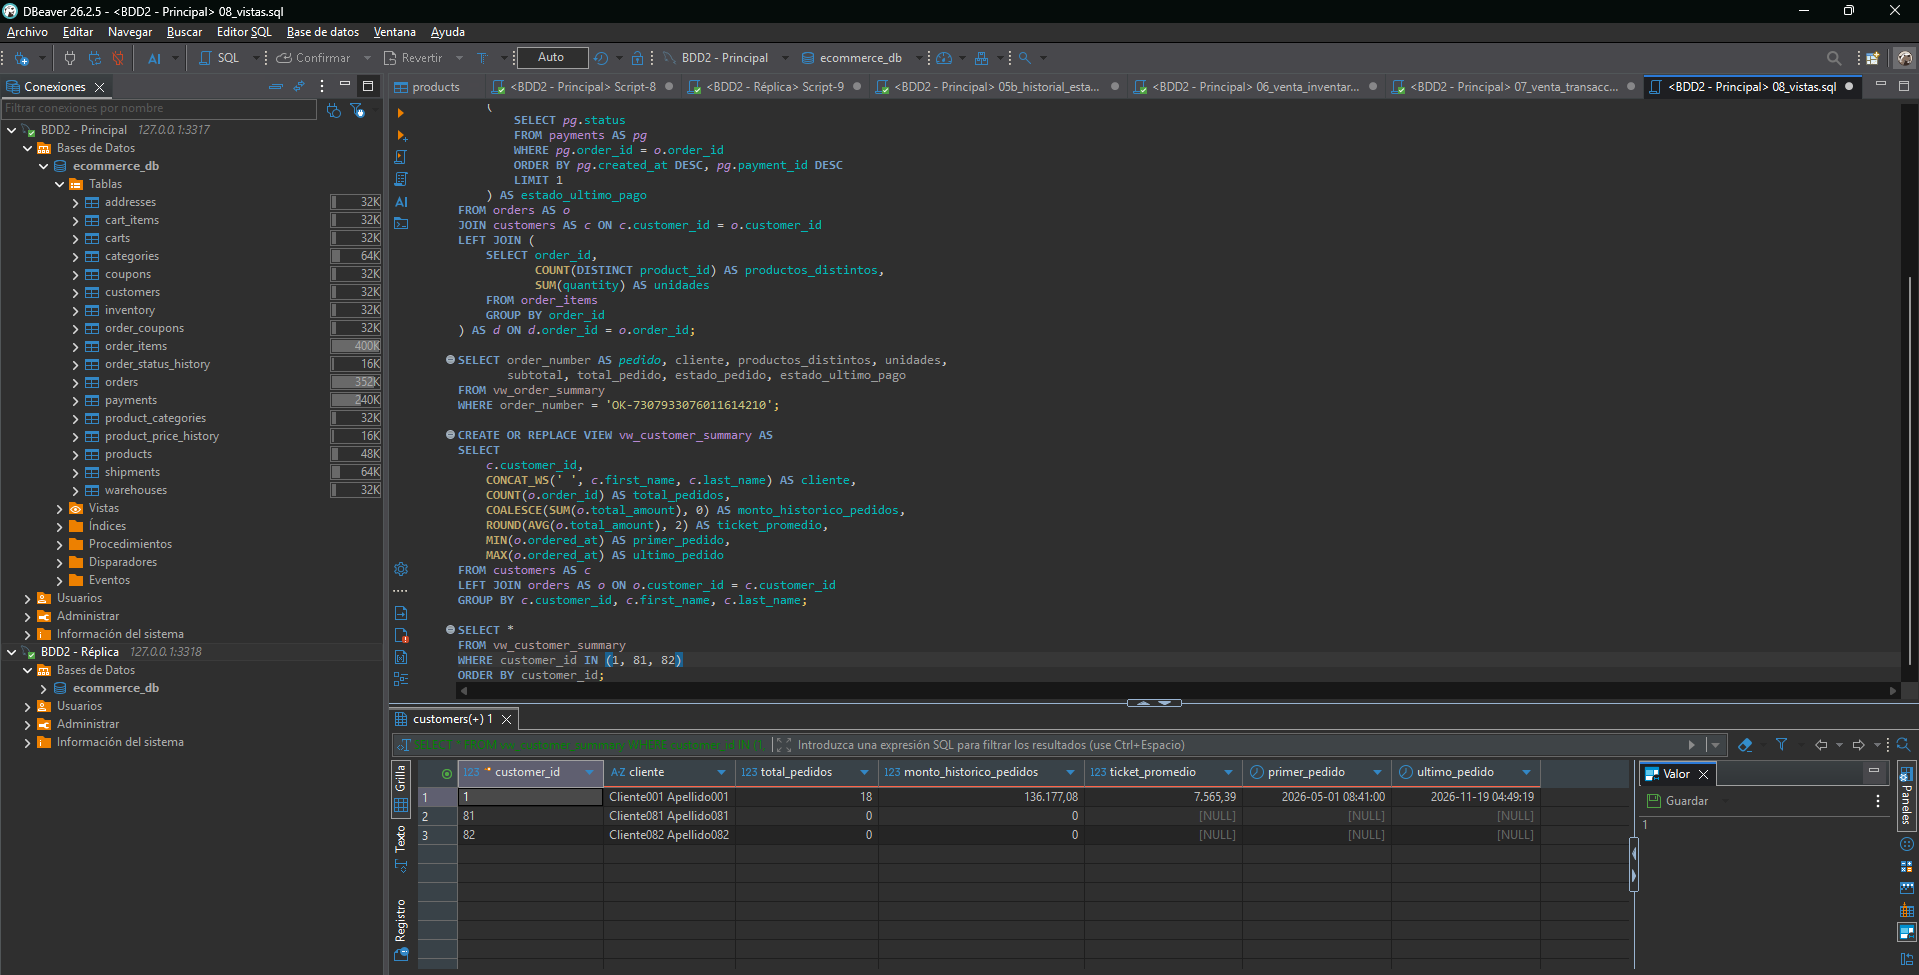 DBeaver 26.2.5 - <BDD2 - Principal> 08_vistas.sql
Archivo Editar Navegar Buscar Editor SQL Base de datos Ventana Ayuda
AI SQL Confirmar Revertir Auto BDD2 - Principal ecommerce_db
Conexiones
Filtrar conexiones por nombre
BDD2 - Principal 127.0.0.1:3317
Bases de Datos
ecommerce_db
Tablas
addresses 32K
cart_items 32K
carts 32K
categories 64K
coupons 32K
customers 32K
inventory 32K
order_coupons 32K
order_items 400K
order_status_history 16K
orders 352K
payments 240K
product_categories 32K
product_price_history 16K
products 48K
shipments 64K
warehouses 32K
Vistas
Índices
Procedimientos
Disparadores
Eventos
Usuarios
Administrar
Información del sistema
BDD2 - Réplica 127.0.0.1:3318
Bases de Datos
ecommerce_db
Usuarios
Administrar
Información del sistema
products <BDD2 - Principal> Script-8 <BDD2 - Réplica> Script-9 <BDD2 - Principal> 05b_historial_esta... <BDD2 - Principal> 06_venta_inventar... <BDD2 - Principal> 07_venta_transacc... <BDD2 - Principal> 08_vistas.sql
AI
(
SELECT pg.status
FROM payments AS pg
WHERE pg.order_id = o.order_id
ORDER BY pg.created_at DESC, pg.payment_id DESC
LIMIT 1
) AS estado_ultimo_pago
FROM orders AS o
JOIN customers AS c ON c.customer_id = o.customer_id
LEFT JOIN (
SELECT order_id,
COUNT(DISTINCT product_id) AS productos_distintos,
SUM(quantity) AS unidades
FROM order_items
GROUP BY order_id
) AS d ON d.order_id = o.order_id;
SELECT order_number AS pedido, cliente, productos_distintos, unidades,
subtotal, total_pedido, estado_pedido, estado_ultimo_pago
FROM vw_order_summary
WHERE order_number = 'OK-7307933076011614210';
CREATE OR REPLACE VIEW vw_customer_summary AS
SELECT
c.customer_id,
CONCAT_WS(' ', c.first_name, c.last_name) AS cliente,
COUNT(o.order_id) AS total_pedidos,
COALESCE(SUM(o.total_amount), 0) AS monto_historico_pedidos,
ROUND(AVG(o.total_amount), 2) AS ticket_promedio,
MIN(o.ordered_at) AS primer_pedido,
MAX(o.ordered_at) AS ultimo_pedido
FROM customers AS c
LEFT JOIN orders AS o ON o.customer_id = c.customer_id
GROUP BY c.customer_id, c.first_name, c.last_name;
SELECT *
FROM vw_customer_summary
WHERE customer_id IN (1, 81, 82)
ORDER BY customer_id;
customers(+) 1
SELECT * FROM vw_customer_summary WHERE customer_id IN (1, Introduzca una expresión SQL para filtrar los resultados (use Ctrl+Espacio)
Grilla
Texto
Registro
123 customer_id A-Z cliente 123 total_pedidos 123 monto_historico_pedidos 123 ticket_promedio primer_pedido ultimo_pedido
1 1 Cliente001 Apellido001 18 136.177,08 7.565,39 2026-05-01 08:41:00 2026-11-19 04:49:19
2 81 Cliente081 Apellido081 0 0 [NULL] [NULL] [NULL]
3 82 Cliente082 Apellido082 0 0 [NULL] [NULL] [NULL]
Valor
Guardar
1
Paneles